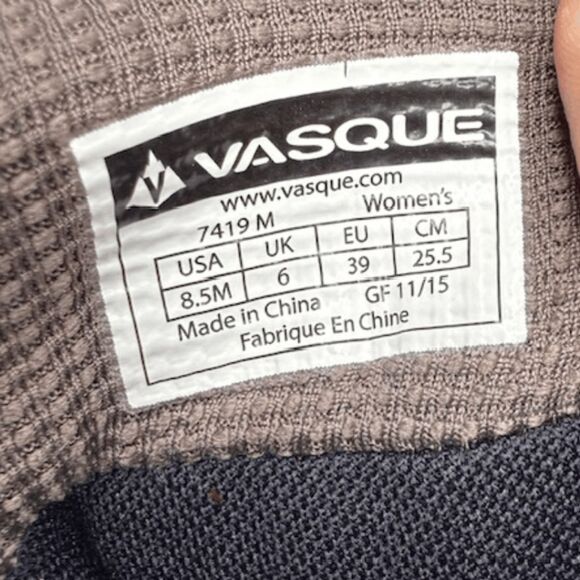 VASQUE
www.vasque.com
7419 M Women's
USA UK EU CM
8.5M 6 39 25.5
Made in China GF 11/15
Fabrique En Chine